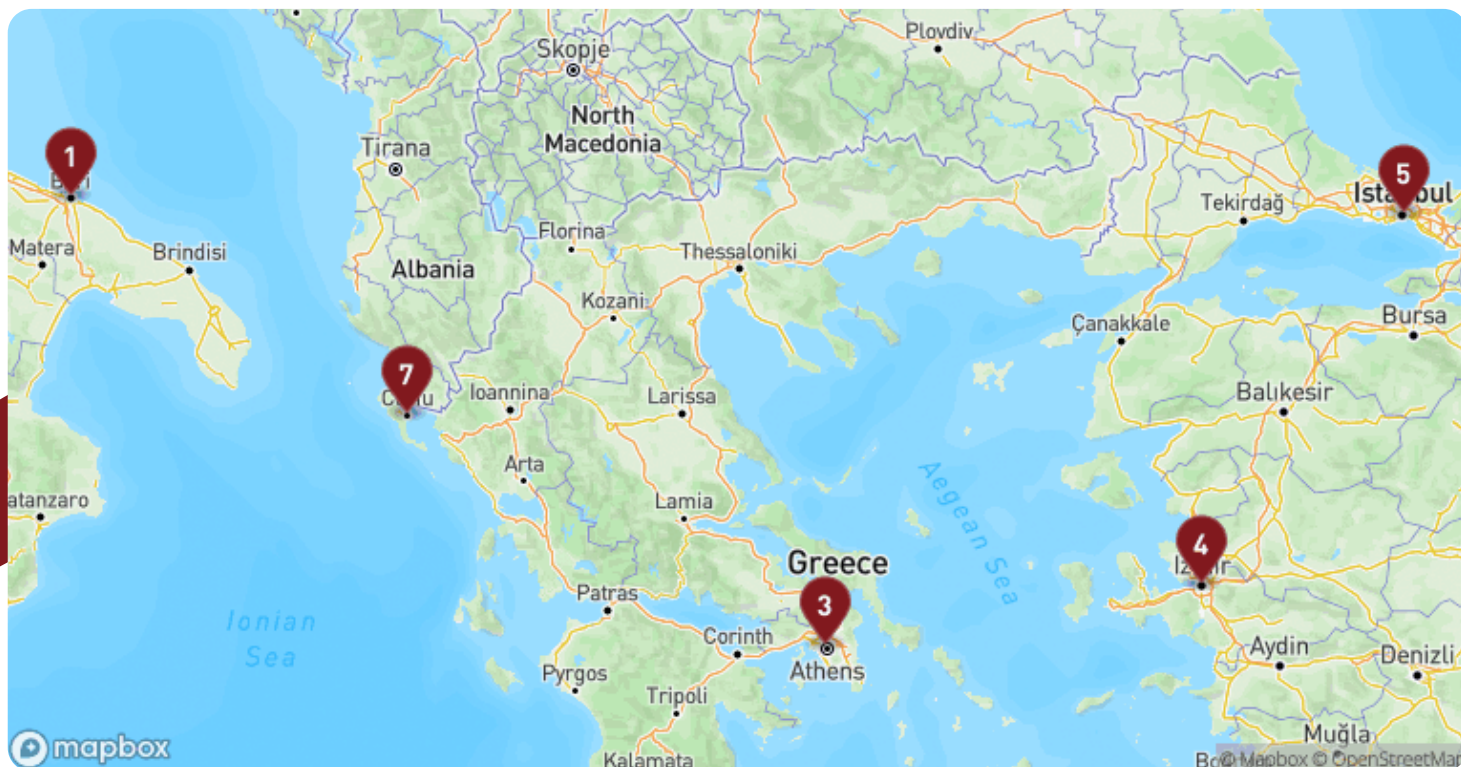 Skopje
Plovdiv
North
Macedonia
1
Tirana
5
Istanbul
Tekirdağ
Matera
Brindisi
Florina
Thessaloniki
Albania
Kozani
Çanakkale
Bursa
7
Ioannina
Larissa
Balıkesir
Arta
Aegean Sea
Lamia
atanzaro
4
Greece
3
Patras
Ionian
Sea
Corinth
Athens
Aydin
Denizli
Pyrgos
Tripoli
Muğla
mapbox
Kalamata
© Mapbox © OpenStreetMap